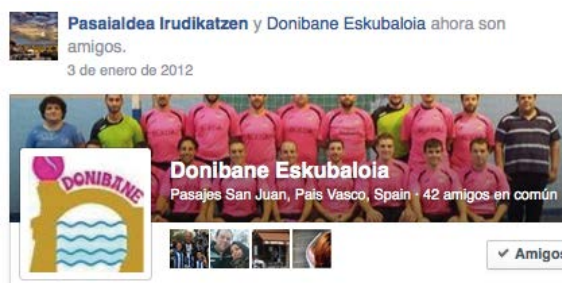 Pasaialdea Irudikatzen y Donibane Eskubaloia ahora son
amigos.
3 de enero de 2012
DONIBANE
Donibane Eskubaloia
Pasajes San Juan, Pais Vasco, Spain · 42 amigos en común
✓ Amigos